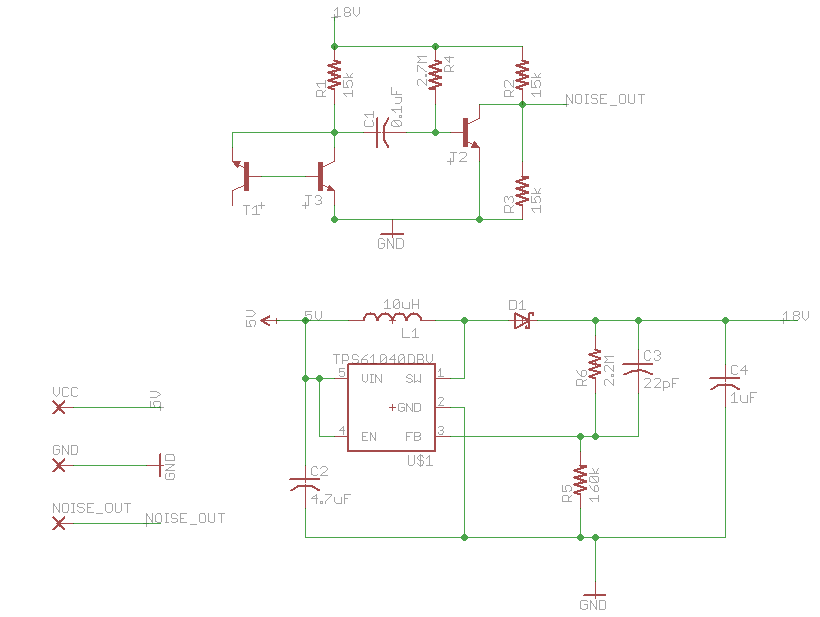 18V
R1
15k
2.7M
R4
R2
15k
C1
0.1uF
NOISE_OUT
J2
T1
J3
R3
15k
GND
5V
5V
10uH
L1
D1
18V
TPS61040DBV
5
VIN
SW
1
GND
2
4
EN
FB
3
U$1
R6
2.2M
C3
22pF
C4
1uF
C2
4.7uF
R5
160k
GND
VCC
5V
GND
GND
NOISE_OUT
NOISE_OUT